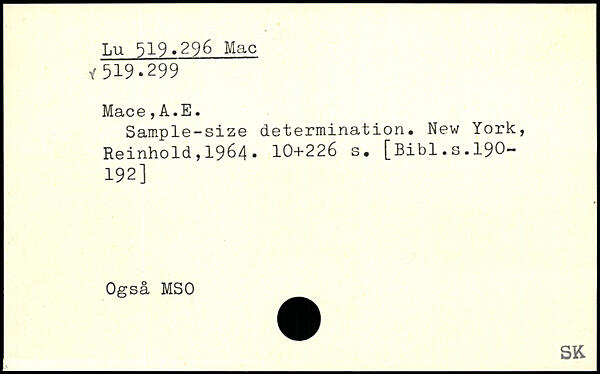 Lu 519.296 Mac
519.299
Mace,A.E.
Sample-size determination. New York,
Reinhold,1964. 10+226 s. [Bibl.s.190-
192]
Også MSO
SK